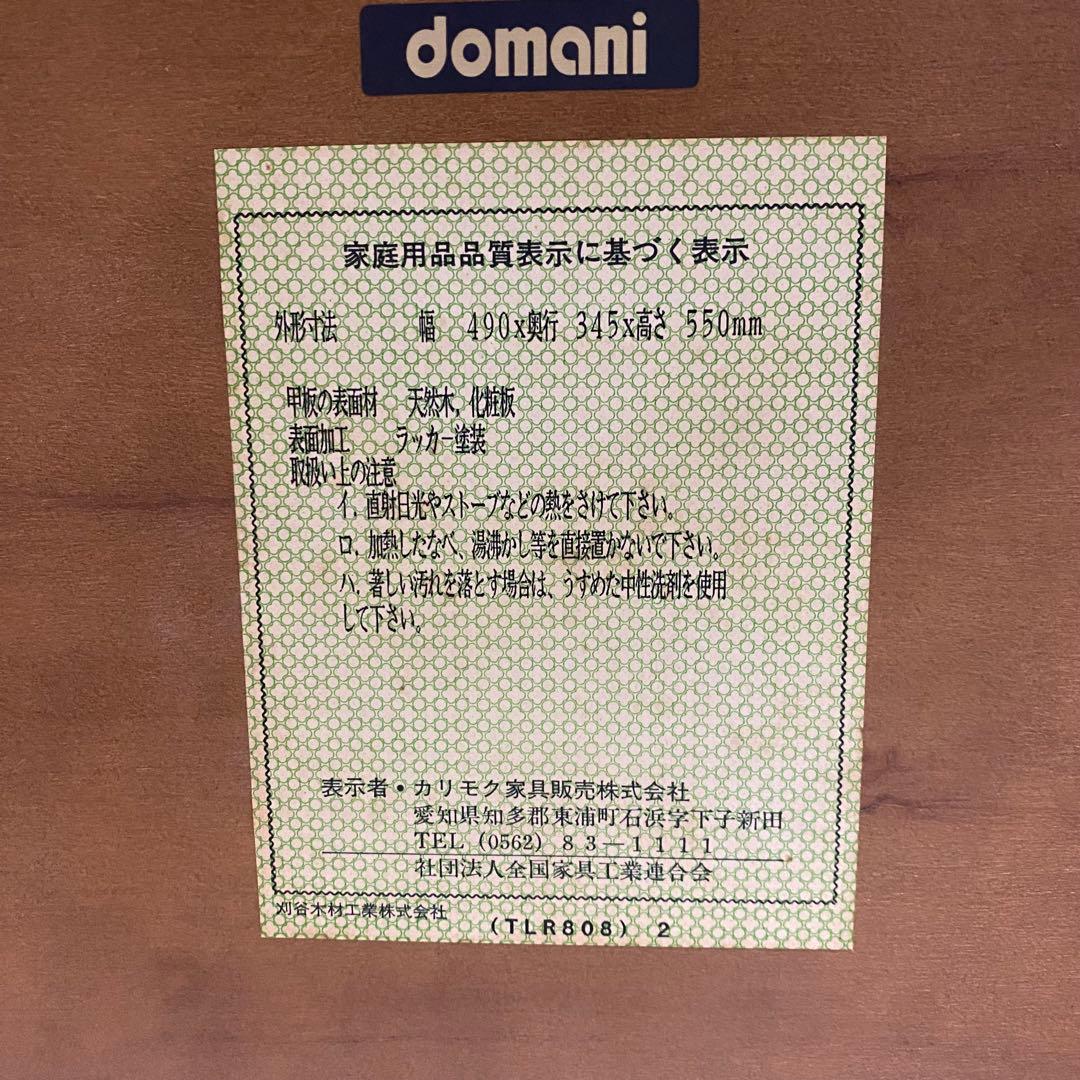 domani
家庭用品品質表示に基づく表示
外形寸法 幅 490x奥行 345x高さ 550mm
甲板の表面材 天然木, 化粧板
表面加工 ラッカー塗装
取扱い上の注意
イ. 直射日光やストーブなどの熱をさけて下さい。
ロ. 加熱したなべ、湯沸かし等を直接置かないで下さい。
ハ. 著しい汚れを落とす場合は、うすめた中性洗剤を使用
して下さい。
表示者・カリモク家具販売株式会社
愛知県知多郡東浦町石浜字下子新田
TEL (0562) 83-1111
社団法人全国家具工業連合会
刈谷木材工業株式会社
(TLR808) 2